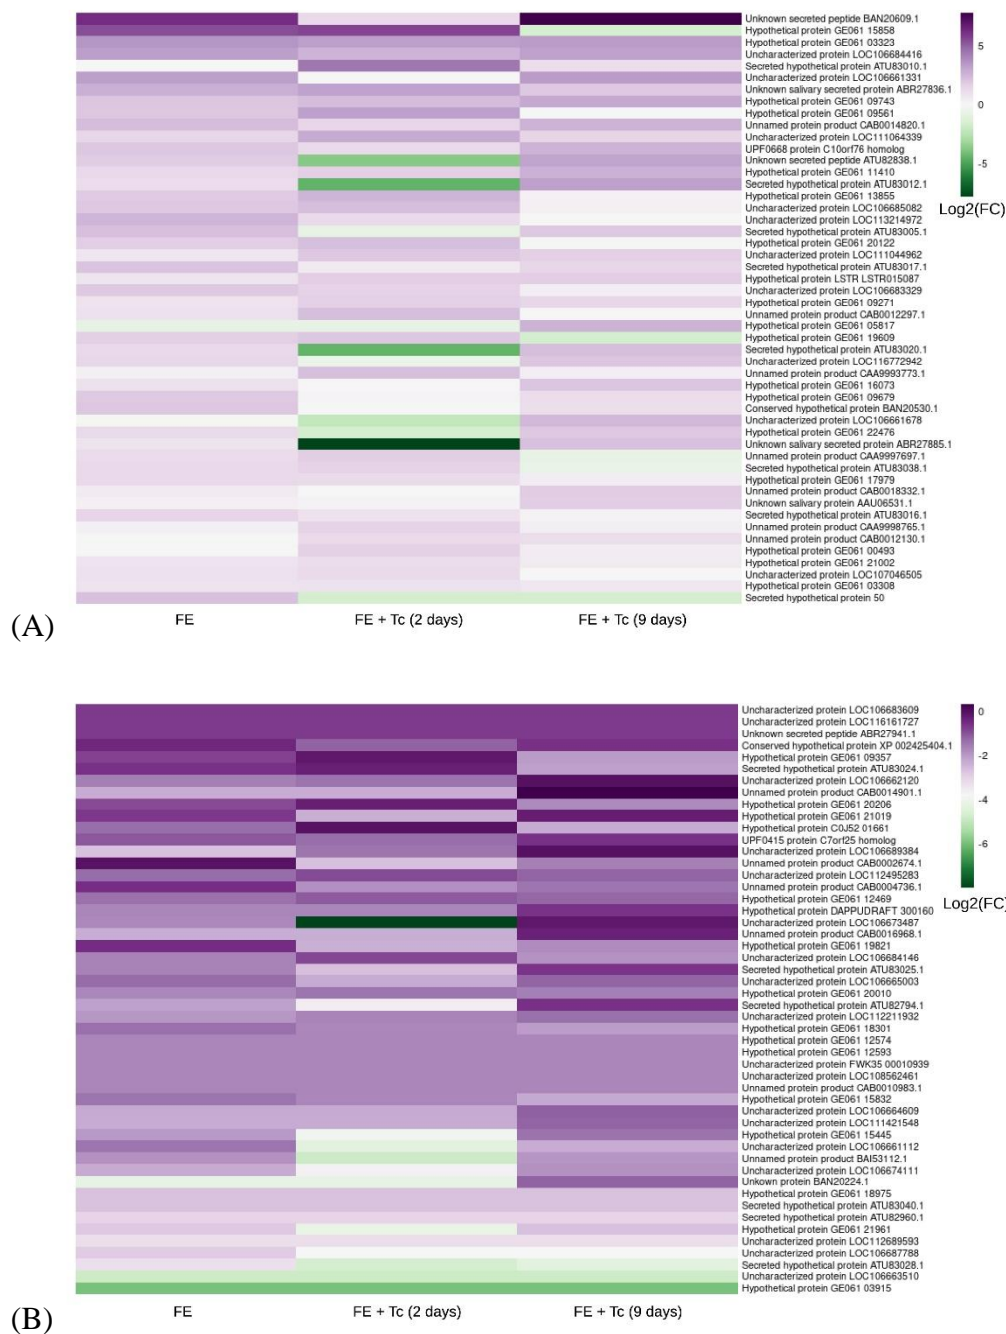 Unknown secreted peptide BAN20609.1
Hypothetical protein GE061 15858
Hypothetical protein GE061 03323
Uncharacterized protein LOC106684416
Secreted hypothetical protein ATU83010.1
Uncharacterized protein LOC106661331
Unknown salivary secreted protein ABR27836.1
Hypothetical protein GE061 09743
Hypothetical protein GE061 09561
Unnamed protein product CAB0014820.1
Uncharacterized protein LOC111064339
UPF0668 protein C10orf76 homolog
Unknown secreted peptide ATU82838.1
Hypothetical protein GE061 11410
Secreted hypothetical protein ATU83012.1
Hypothetical protein GE061 13855
Uncharacterized protein LOC106685082
Uncharacterized protein LOC113214972
Secreted hypothetical protein ATU83005.1
Hypothetical protein GE061 20122
Uncharacterized protein LOC111044962
Secreted hypothetical protein ATU83017.1
Hypothetical protein LSTR LSTR015087
Uncharacterized protein LOC106683329
Hypothetical protein GE061 09271
Unnamed protein product CAB0012297.1
Hypothetical protein GE061 05817
Hypothetical protein GE061 19609
Secreted hypothetical protein ATU83020.1
Uncharacterized protein LOC116772942
Unnamed protein product CAA9993773.1
Hypothetical protein GE061 16073
Hypothetical protein GE061 09679
Conserved hypothetical protein BAN20530.1
Uncharacterized protein LOC106661678
Hypothetical protein GE061 22476
Unknown salivary secreted protein ABR27885.1
Unnamed protein product CAA9997697.1
Secreted hypothetical protein ATU83038.1
Hypothetical protein GE061 17979
Unnamed protein product CAB0018332.1
Unknown salivary protein AAU06531.1
Secreted hypothetical protein ATU83016.1
Unnamed protein product CAA9998765.1
Unnamed protein product CAB0012130.1
Hypothetical protein GE061 00493
Hypothetical protein GE061 21002
Uncharacterized protein LOC107046505
Hypothetical protein GE061 03308
Secreted hypothetical protein 50
5
0
-5
Log2(FC)
(A)
FE
FE + Tc (2 days)
FE + Tc (9 days)
Uncharacterized protein LOC106683609
Uncharacterized protein LOC116161727
Unknown secreted peptide ABR27941.1
Conserved hypothetical protein XP 002425404.1
Hypothetical protein GE061 09357
Secreted hypothetical protein ATU83024.1
Uncharacterized protein LOC106662120
Unnamed protein product CAB0014901.1
Hypothetical protein GE061 20206
Hypothetical protein GE061 21019
Hypothetical protein C0J52 01661
UPF0415 protein C7orf25 homolog
Uncharacterized protein LOC106689384
Unnamed protein product CAB0002674.1
Uncharacterized protein LOC112495283
Unnamed protein product CAB0004736.1
Hypothetical protein GE061 12469
Hypothetical protein DAPPUDRAFT 300160
Uncharacterized protein LOC106673487
Unnamed protein product CAB0016968.1
Hypothetical protein GE061 19821
Uncharacterized protein LOC106684146
Secreted hypothetical protein ATU83025.1
Uncharacterized protein LOC106665003
Hypothetical protein GE061 20010
Secreted hypothetical protein ATU82794.1
Uncharacterized protein LOC112211932
Hypothetical protein GE061 18301
Hypothetical protein GE061 12574
Hypothetical protein GE061 12593
Uncharacterized protein FWK35 00010939
Uncharacterized protein LOC108562461
Unnamed protein product CAB0010983.1
Hypothetical protein GE061 15832
Uncharacterized protein LOC106664609
Uncharacterized protein LOC111421548
Hypothetical protein GE061 15445
Uncharacterized protein LOC106661112
Unnamed protein product BAI53112.1
Uncharacterized protein LOC106674111
Unkown protein BAN20224.1
Hypothetical protein GE061 18975
Secreted hypothetical protein ATU83040.1
Secreted hypothetical protein ATU82960.1
Hypothetical protein GE061 21961
Uncharacterized protein LOC112689593
Uncharacterized protein LOC106687788
Secreted hypothetical protein ATU83028.1
Uncharacterized protein LOC106663510
Hypothetical protein GE061 03915
0
-2
-4
-6
Log2(FC)
(B)
FE
FE + Tc (2 days)
FE + Tc (9 days)